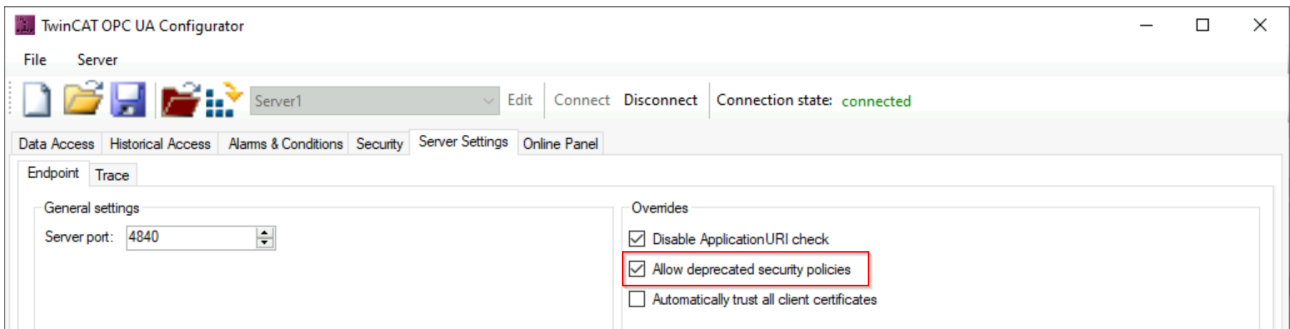 TwinCAT OPC UA Configurator
File Server
Server1 Edit Connect Disconnect Connection state: connected
Data Access Historical Access Alarms & Conditions Security Server Settings Online Panel
Endpoint Trace
General settings
Server port: 4840
Overrides
Disable ApplicationURI check
Allow deprecated security policies
Automatically trust all client certificates